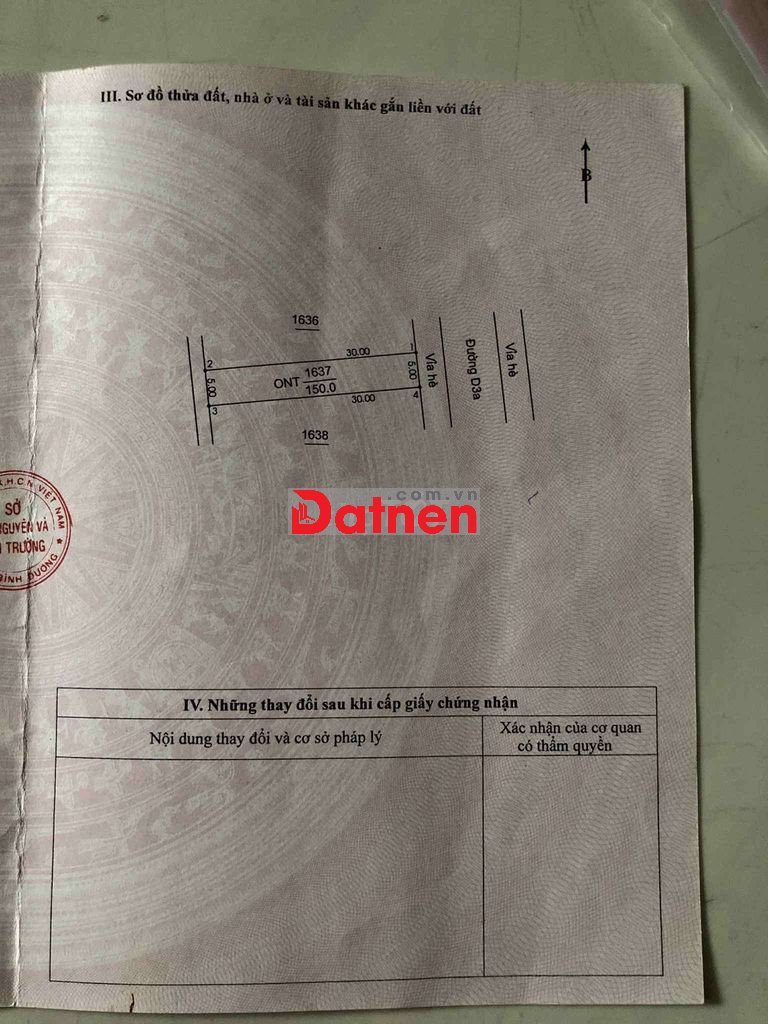 III. Sơ đồ thửa đất, nhà ở và tài sản khác gắn liền với đất
B
1636
30.00
1
2
1637
ONT
150.0
5.00
5.00
3
30.00
4
Vỉa hè
Đường D3a
Vỉa hè
1638
.com.vn
Datnen
X.H.C.N VIỆT NAM
SỞ
NGUYÊN VÀ
TRƯỜNG
BÌNH DƯƠNG
IV. Những thay đổi sau khi cấp giấy chứng nhận
Nội dung thay đổi và cơ sở pháp lý
Xác nhận của cơ quan
có thẩm quyền